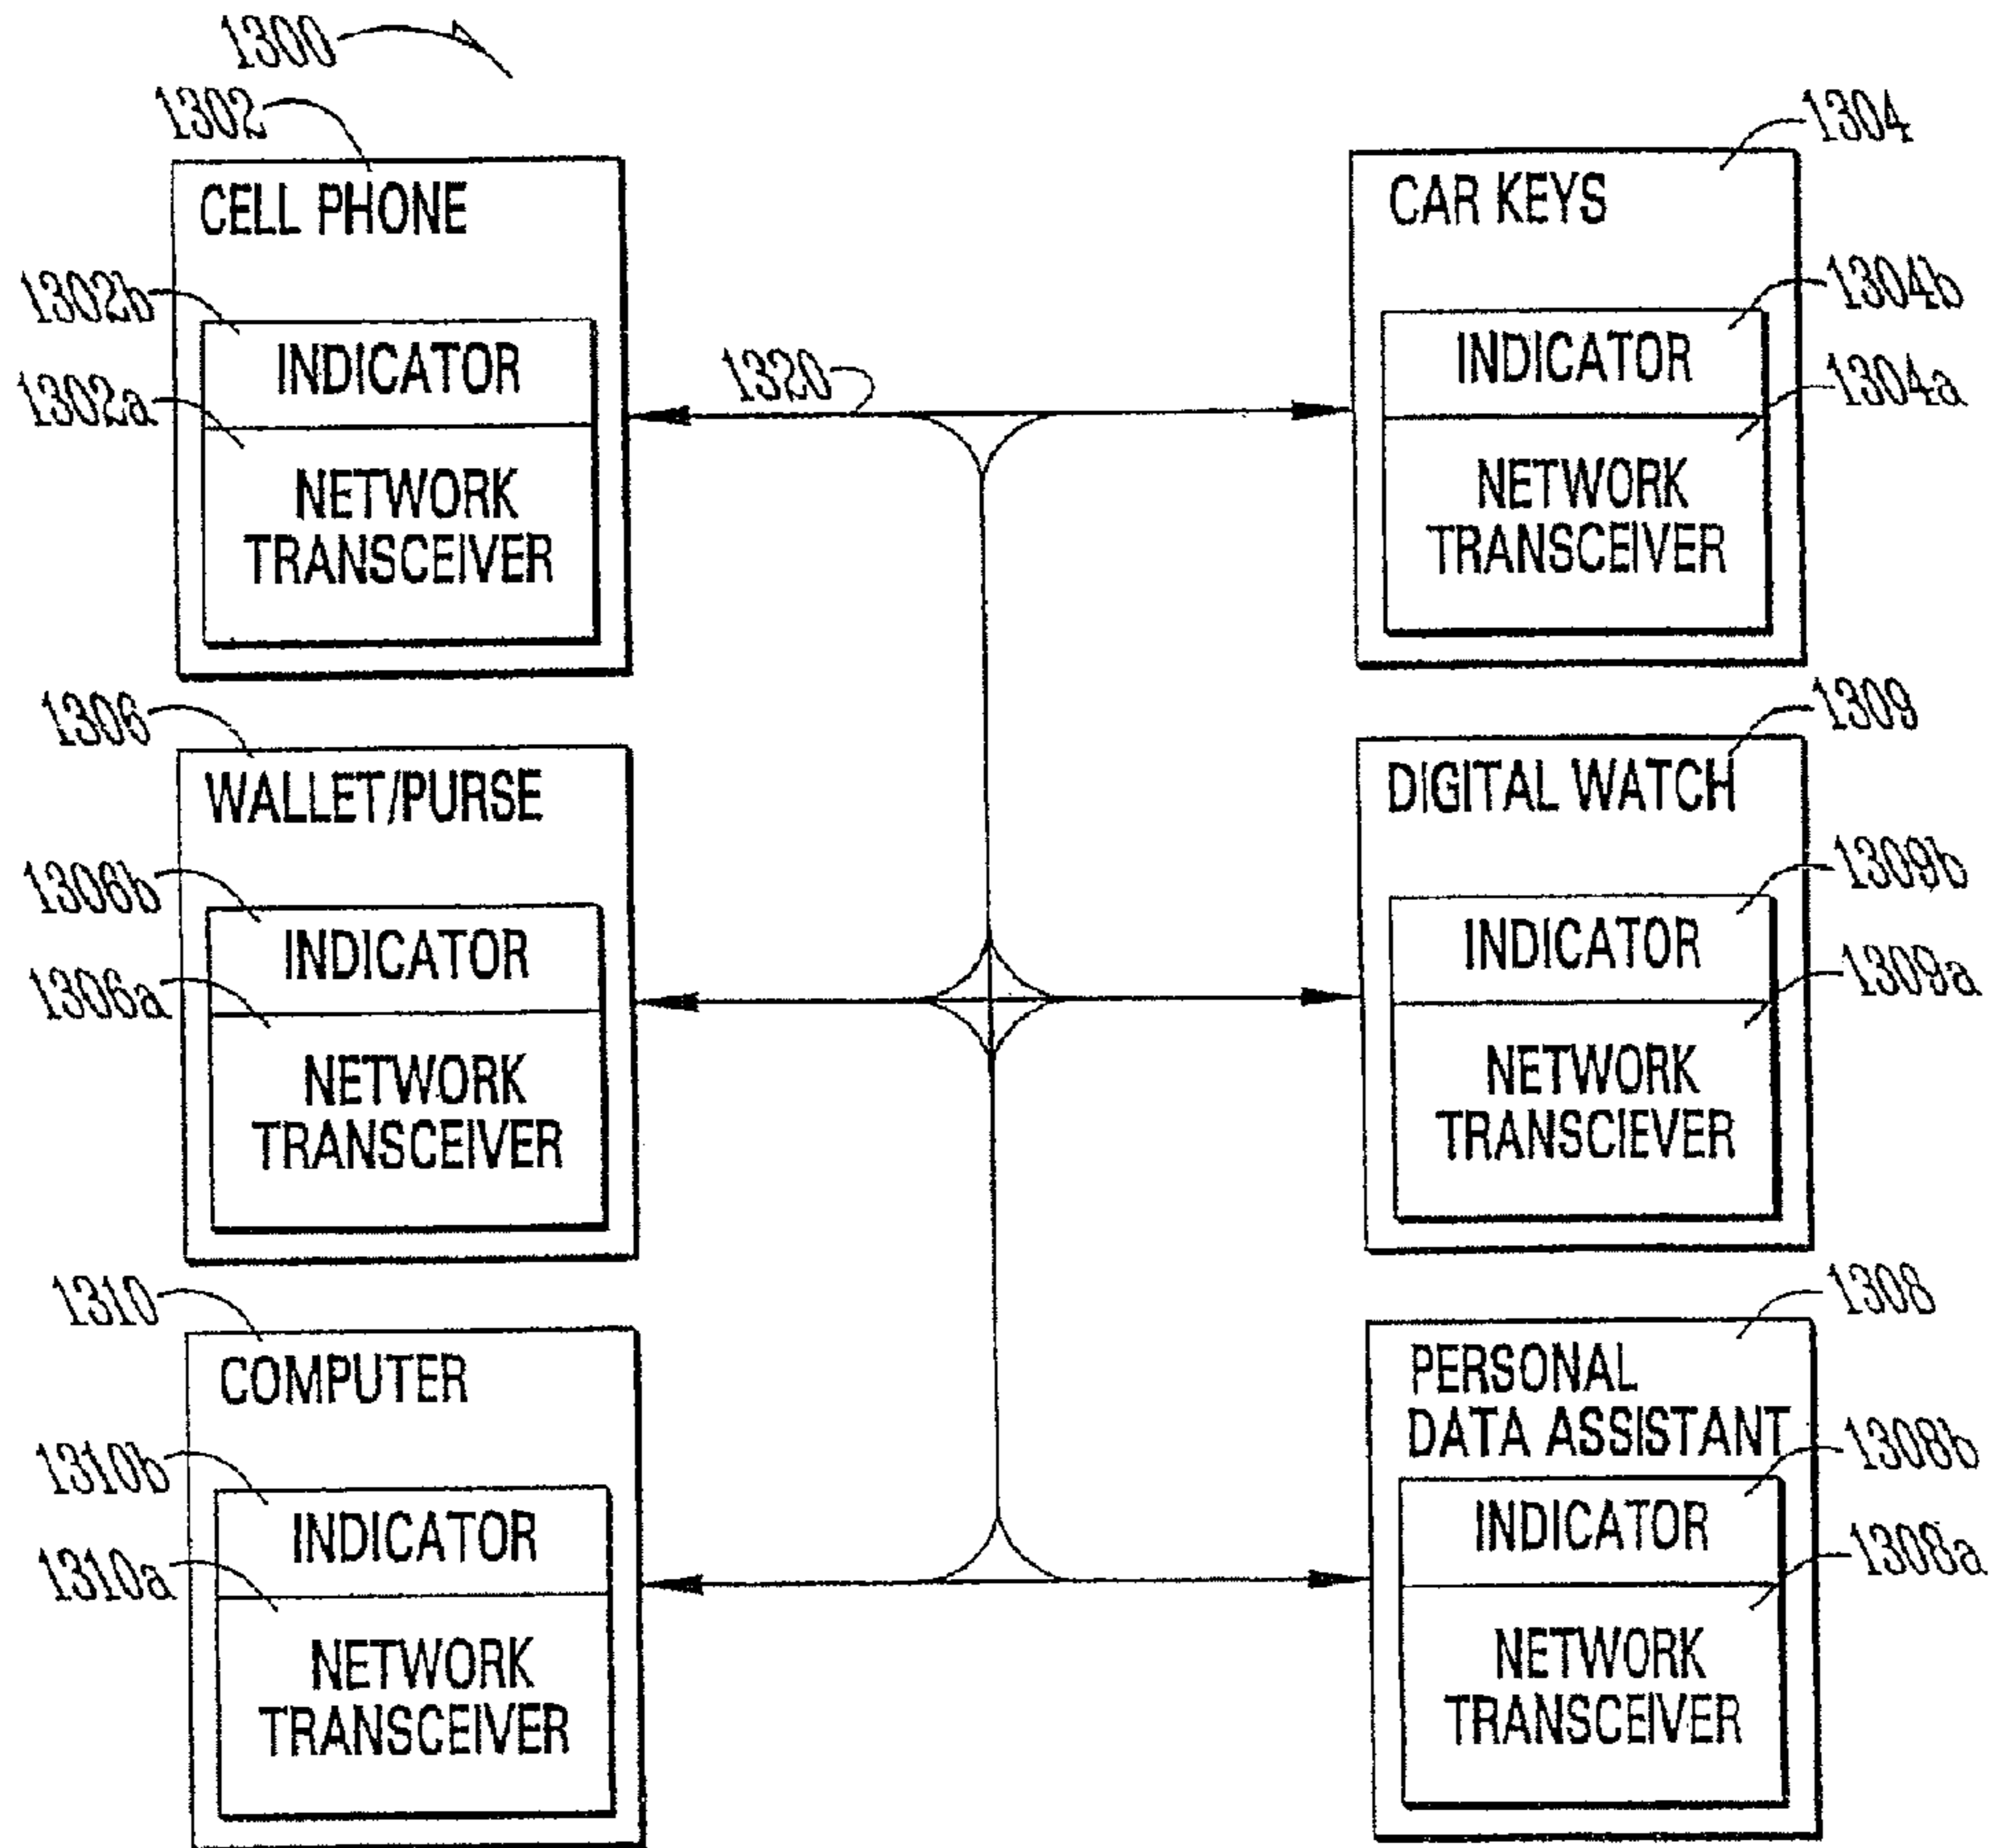 1300
1302
CELL PHONE
1302b
INDICATOR
1302a
NETWORK
TRANSCEIVER
1320
1304
CAR KEYS
1304b
INDICATOR
1304a
NETWORK
TRANSCEIVER
1306
WALLET/PURSE
1306b
INDICATOR
1306a
NETWORK
TRANSCEIVER
1309
DIGITAL WATCH
1309b
INDICATOR
1309a
NETWORK
TRANSCIEVER
1310
COMPUTER
1310b
INDICATOR
1310a
NETWORK
TRANSCEIVER
1308
PERSONAL
DATA ASSISTANT
1308b
INDICATOR
1308a
NETWORK
TRANSCEIVER